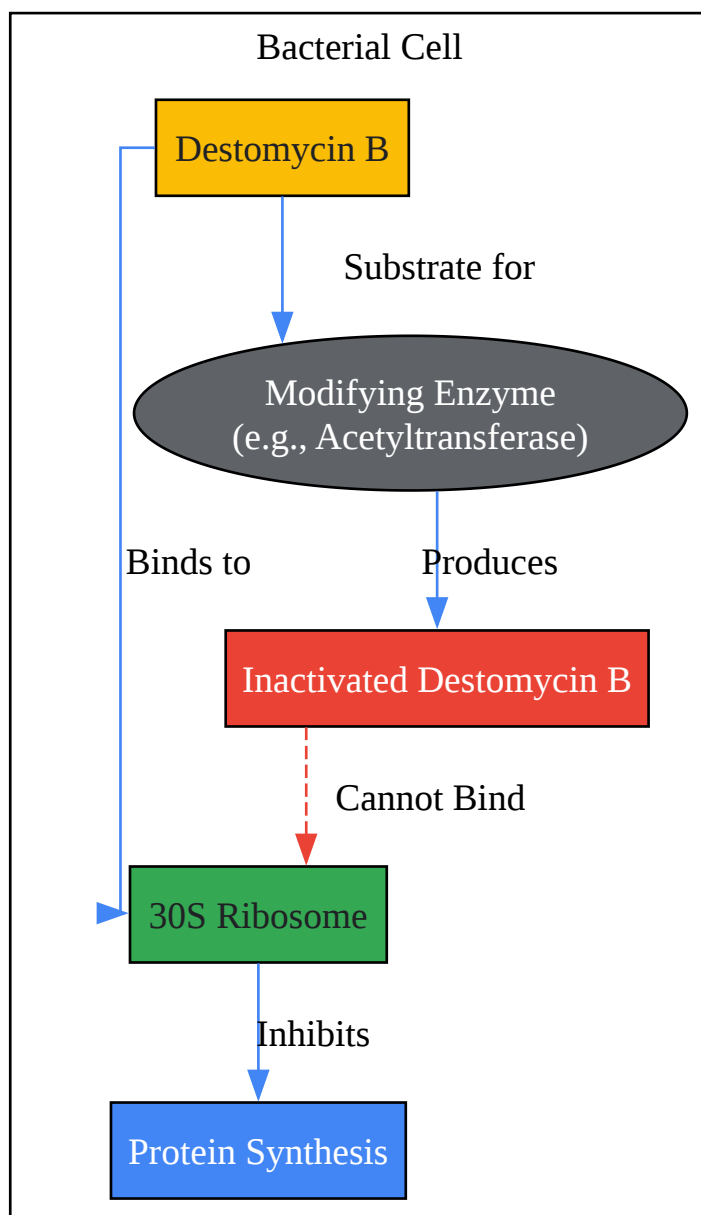 Bacterial Cell
Destomycin B
Substrate for
Modifying Enzyme
(e.g., Acetyltransferase)
Binds to
Produces
Inactivated Destomycin B
Cannot Bind
30S Ribosome
Inhibits
Protein Synthesis